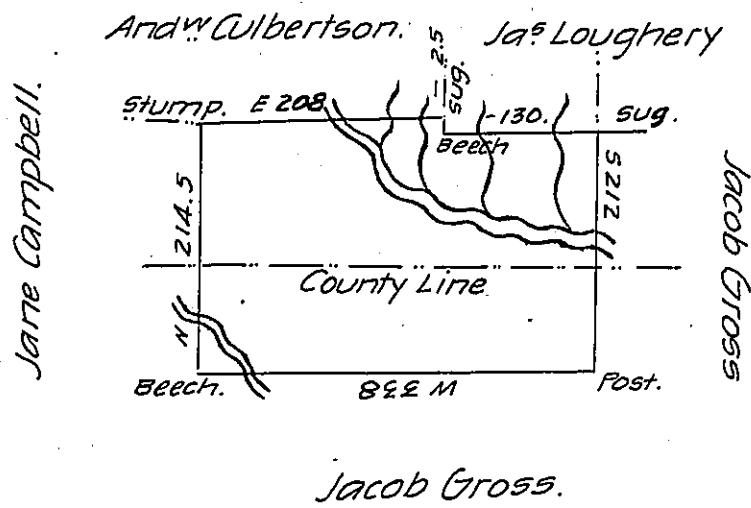 Andw. Culbertson.
Jas Loughery
Jane Campbell.
Stump.
E 208
2.5
Sug.
-130.
Sug.
Beech
214.5
N
S212
Jacob Gross
County Line
Beech.
W 338
Post.
Jacob Gross.